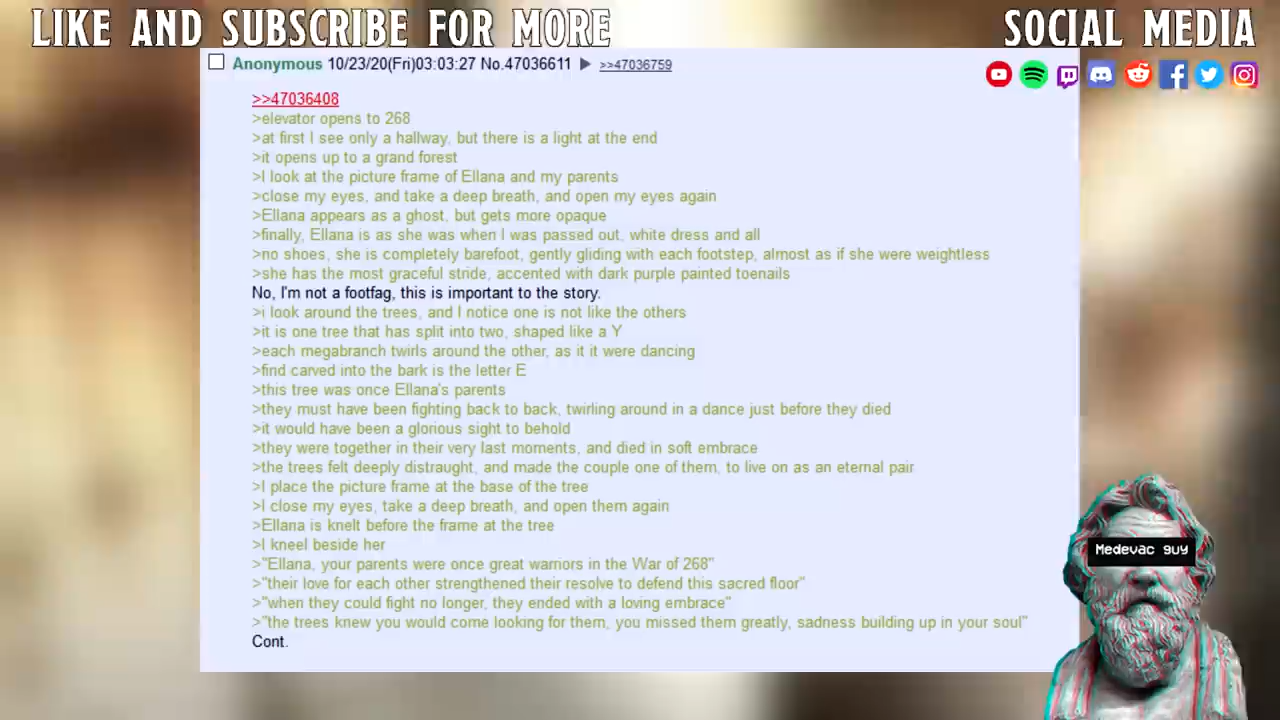 LIKE AND SUBSCRIBE FOR MORE
SOCIAL MEDIA
Anonymous 10/23/20(Fri)03:03:27 No.47036611 ▶ >>47036759
>>47036408
>elevator opens to 268
>at first I see only a hallway, but there is a light at the end
>it opens up to a grand forest
>I look at the picture frame of Ellana and my parents
>close my eyes, and take a deep breath, and open my eyes again
>Ellana appears as a ghost, but gets more opaque
>finally, Ellana is as she was when I was passed out, white dress and all
>no shoes, she is completely barefoot, gently gliding with each footstep, almost as if she were weightless
>she has the most graceful stride, accented with dark purple painted toenails
No, I'm not a footfag, this is important to the story.
>i look around the trees, and I notice one is not like the others
>it is one tree that has split into two, shaped like a Y
>each megabranch twirls around the other, as it it were dancing
>find carved into the bark is the letter E
>this tree was once Ellana's parents
>they must have been fighting back to back, twirling around in a dance just before they died
>it would have been a glorious sight to behold
>they were together in their very last moments, and died in soft embrace
>the trees felt deeply distraught, and made the couple one of them, to live on as an eternal pair
>I place the picture frame at the base of the tree
>I close my eyes, take a deep breath, and open them again
>Ellana is knelt before the frame at the tree
>I kneel beside her
>"Ellana, your parents were once great warriors in the War of 268"
>"their love for each other strengthened their resolve to defend this sacred floor"
>"when they could fight no longer, they ended with a loving embrace"
>"the trees knew you would come looking for them, you missed them greatly, sadness building up in your soul"
Cont.
Medevac guy